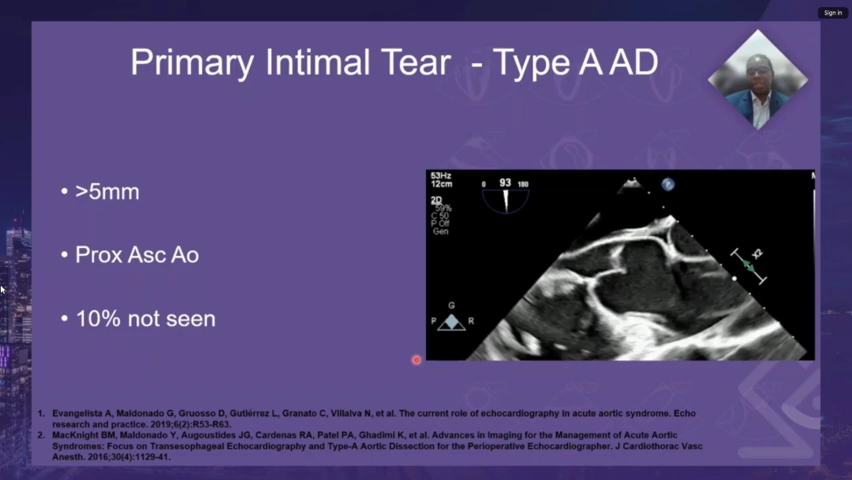 Sign in
Primary Intimal Tear - Type A AD
• >5mm
• Prox Asc Ao
• 10% not seen
53Hz
12cm
0 93 180
2D
59%
C 50
P Off
Gen
G
P R
x2
1. Evangelista A, Maldonado G, Gruosso D, Gutiérrez L, Granato C, Villalva N, et al. The current role of echocardiography in acute aortic syndrome. Echo
research and practice. 2019;6(2):R53-R63.
2. MacKnight BM, Maldonado Y, Augoustides JG, Cardenas RA, Patel PA, Ghadimi K, et al. Advances in Imaging for the Management of Acute Aortic
Syndromes: Focus on Transesophageal Echocardiography and Type-A Aortic Dissection for the Perioperative Echocardiographer. J Cardiothorac Vasc
Anesth. 2016;30(4):1129-41.